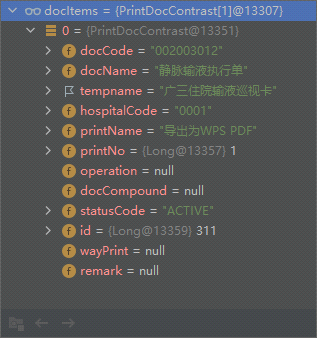 docItems = {PrintDocContrast[1]@13307}
0 = {PrintDocContrast@13351}
docCode = "002003012"
docName = "静脉输液执行单"
tempname = "广三住院输液巡视卡"
hospitalCode = "0001"
printName = "导出为WPS PDF"
printNo = {Long@13357} 1
operation = null
docCompound = null
statusCode = "ACTIVE"
id = {Long@13359} 311
wayPrint = null
remark = null